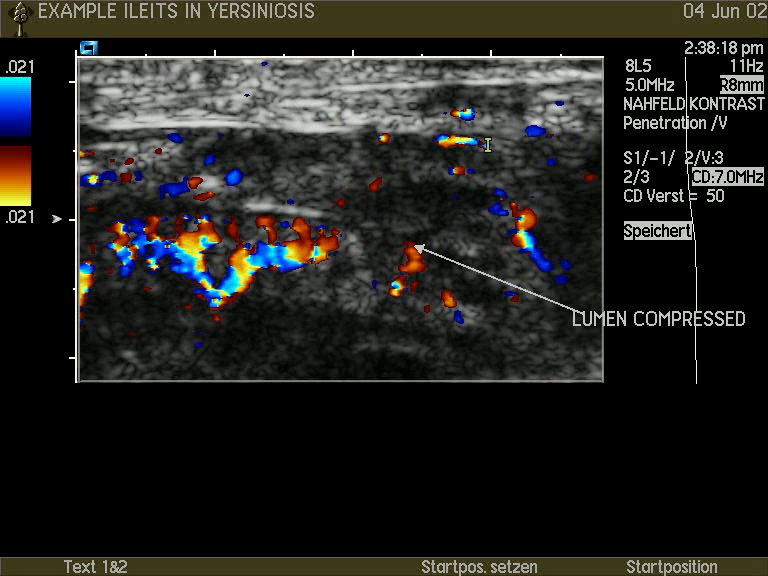 EXAMPLE ILEITS IN YERSINIOSIS
04 Jun 02
2:38:18 pm
.021
8L5 11Hz
5.0MHz R8mm
NAHFELD KONTRAST
Penetration /V
S1/-1/ 2/V:3
2/3 CD:7.0MHz
CD Verst = 50
.021
Speichert
LUMEN COMPRESSED
Text 1&2 Startpos. setzen Startposition